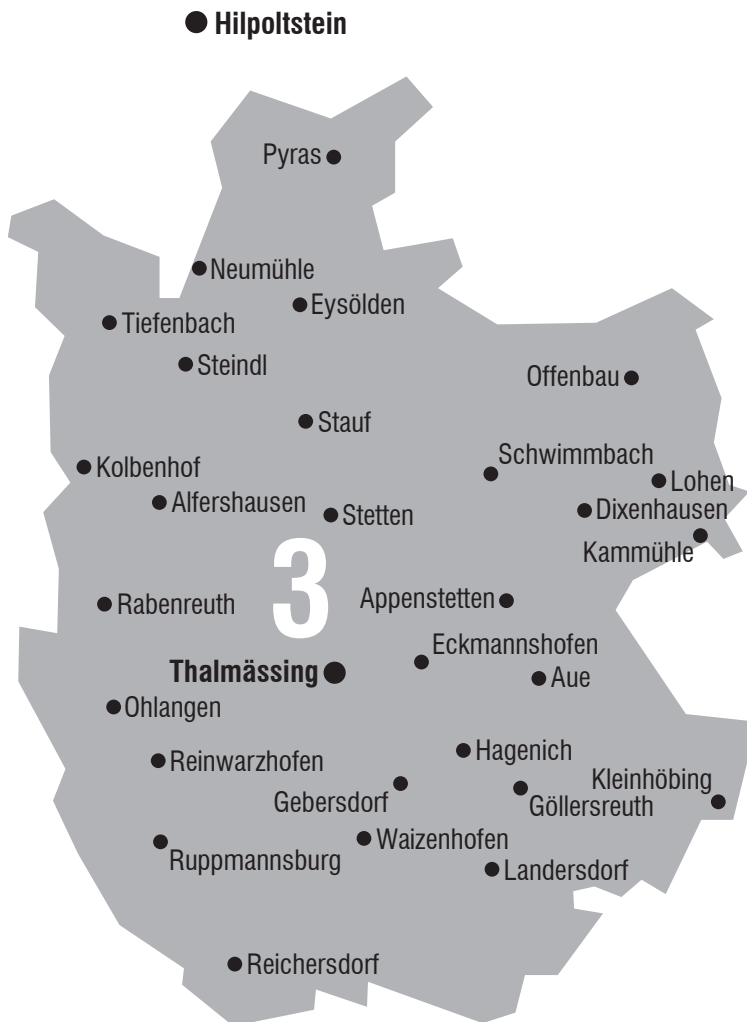 Hilpoltstein
Pyras
Neumühle
Eysölden
Tiefenbach
Steindl
Offenbau
Stauf
Schwimmbach
Kolbenhof
Lohen
Alfershausen
Dixenhausen
Stetten
Kammühle
3
Appenstetten
Rabenreuth
Eckmannshofen
Thalmässing
Aue
Ohlangen
Hagenich
Reinwarzhofen
Kleinhöbing
Gebersdorf
Göllersreuth
Waizenhofen
Ruppmannsburg
Landersdorf
Reichersdorf